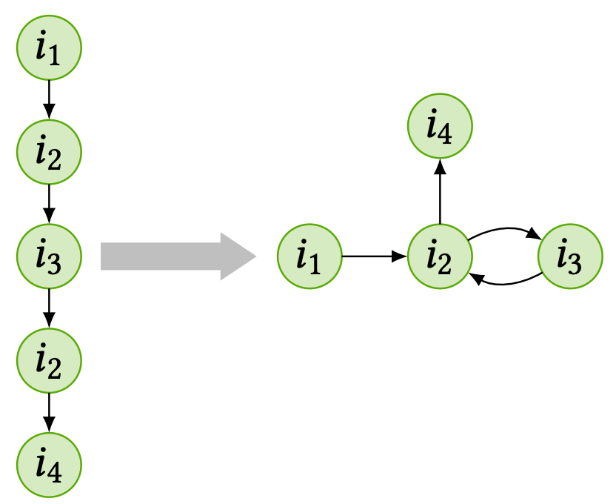 i₁
i₂
i₃
i₂
i₄
i₄
i₁ i₂ i₃